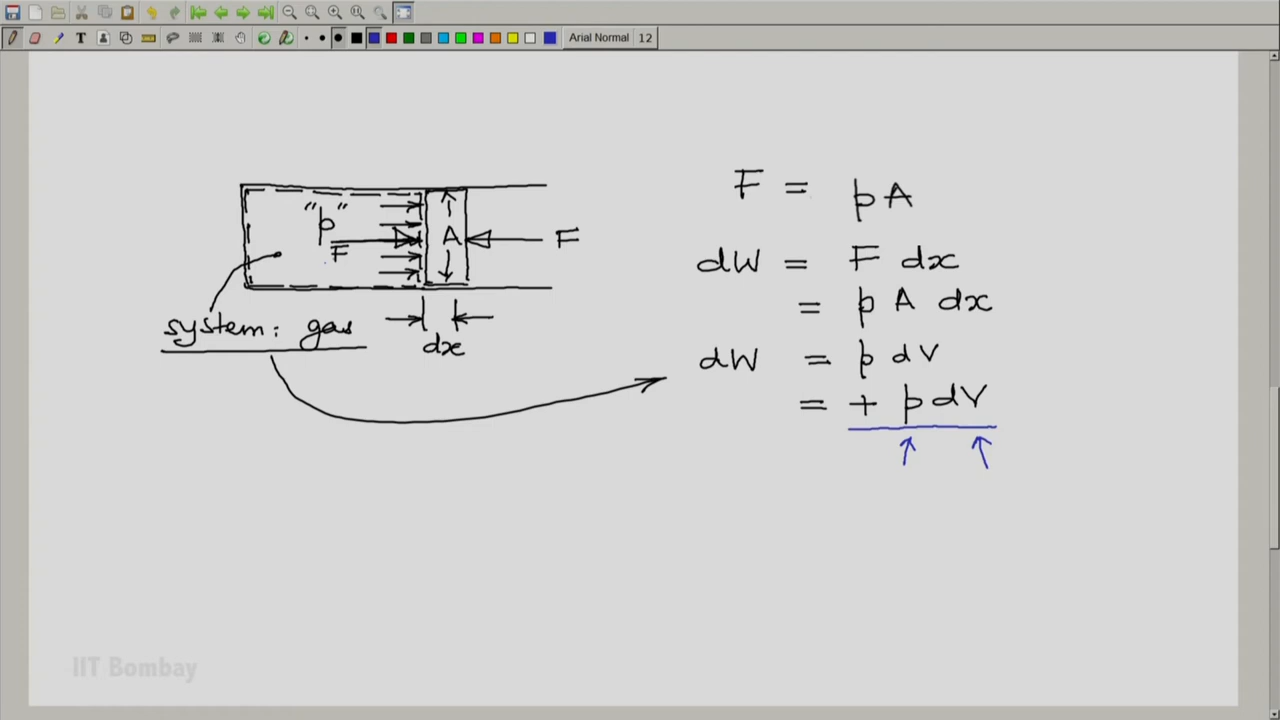 Arial Normal 12
"p"
F
A
F
system: gas
dx
F = pA
dW = F dx
= p A dx
dW = p dV
= + p dV
IIT Bombay